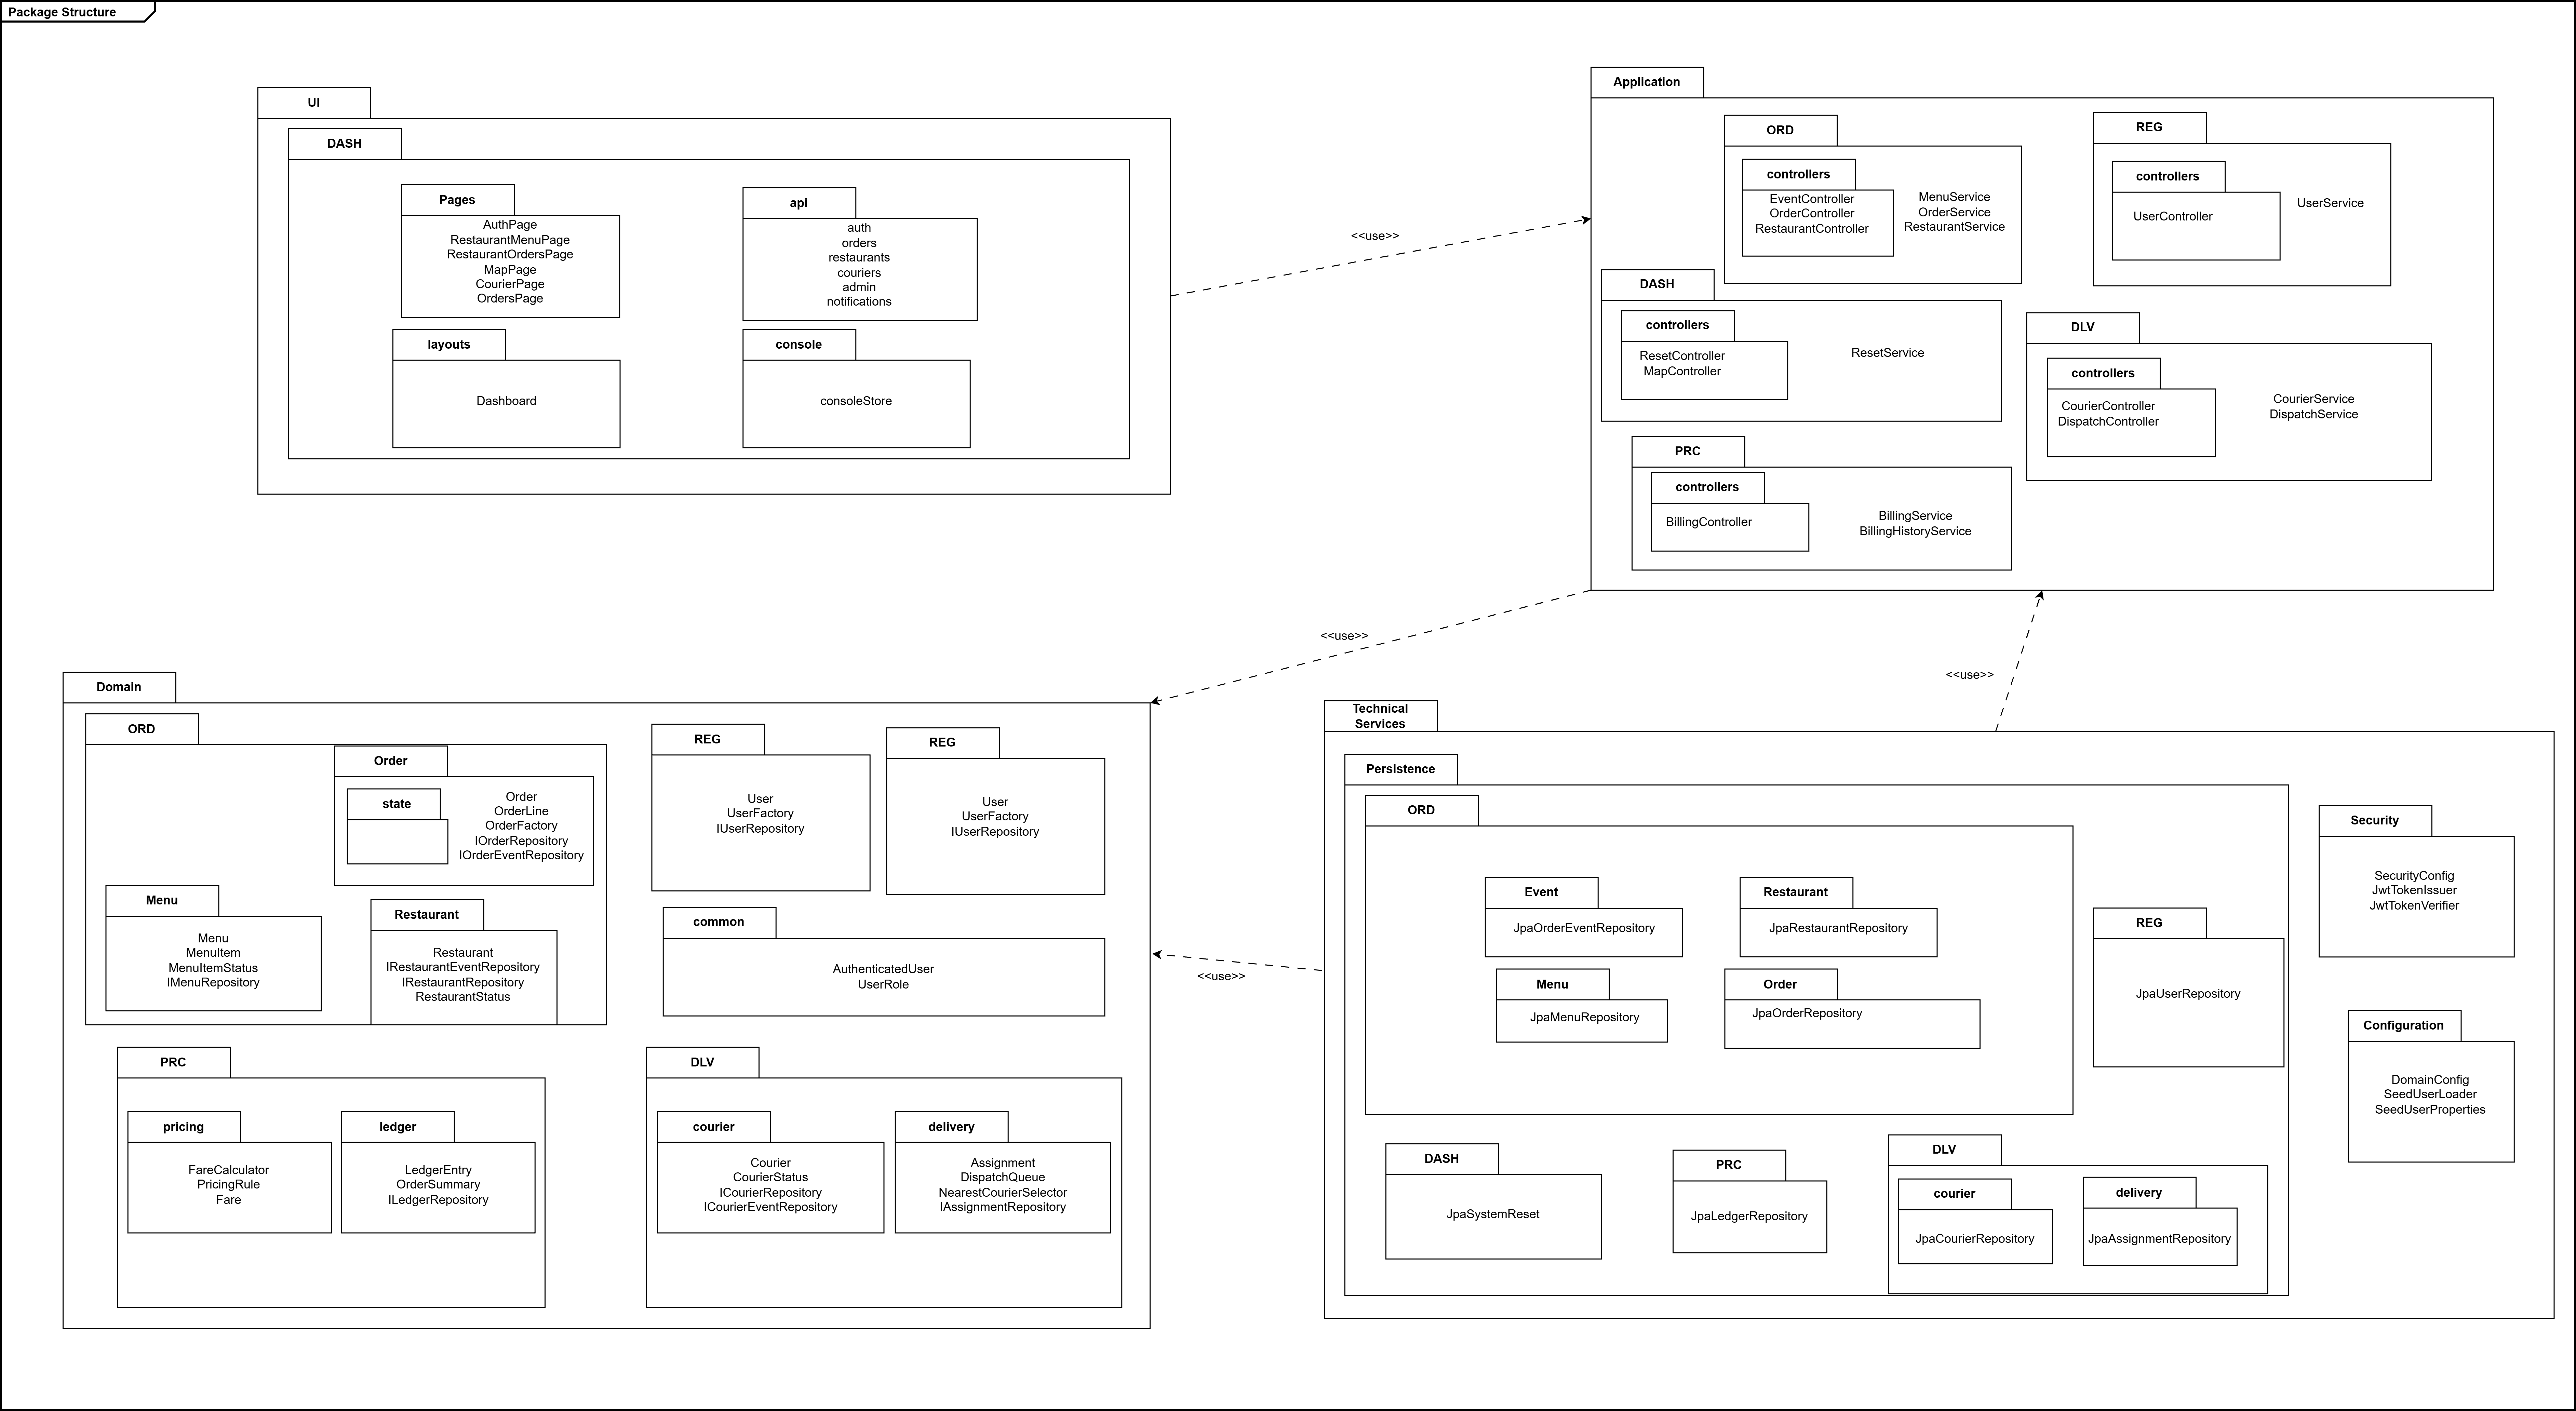 Package Structure
UI
DASH
Pages
AuthPage
RestaurantMenuPage
RestaurantOrdersPage
MapPage
CourierPage
OrdersPage
api
auth
orders
restaurants
couriers
admin
notifications
layouts
Dashboard
console
consoleStore
<<use>>
Application
ORD
controllers
EventController
OrderController
RestaurantController
MenuService
OrderService
RestaurantService
REG
controllers
UserController
UserService
DASH
controllers
ResetController
MapController
ResetService
DLV
controllers
CourierController
DispatchController
CourierService
DispatchService
PRC
controllers
BillingController
BillingService
BillingHistoryService
<<use>>
<<use>>
Domain
ORD
Order
state
Order
OrderLine
OrderFactory
IOrderRepository
IOrderEventRepository
Menu
Menu
MenuItem
MenuItemStatus
IMenuRepository
Restaurant
Restaurant
IRestaurantEventRepository
IRestaurantRepository
RestaurantStatus
REG
User
UserFactory
IUserRepository
REG
User
UserFactory
IUserRepository
common
AuthenticatedUser
UserRole
PRC
pricing
FareCalculator
PricingRule
Fare
ledger
LedgerEntry
OrderSummary
ILedgerRepository
DLV
courier
Courier
CourierStatus
ICourierRepository
ICourierEventRepository
delivery
Assignment
DispatchQueue
NearestCourierSelector
IAssignmentRepository
<<use>>
Technical
Services
Persistence
ORD
Event
JpaOrderEventRepository
Restaurant
JpaRestaurantRepository
Menu
JpaMenuRepository
Order
JpaOrderRepository
REG
JpaUserRepository
DASH
JpaSystemReset
PRC
JpaLedgerRepository
DLV
courier
JpaCourierRepository
delivery
JpaAssignmentRepository
Security
SecurityConfig
JwtTokenIssuer
JwtTokenVerifier
Configuration
DomainConfig
SeedUserLoader
SeedUserProperties